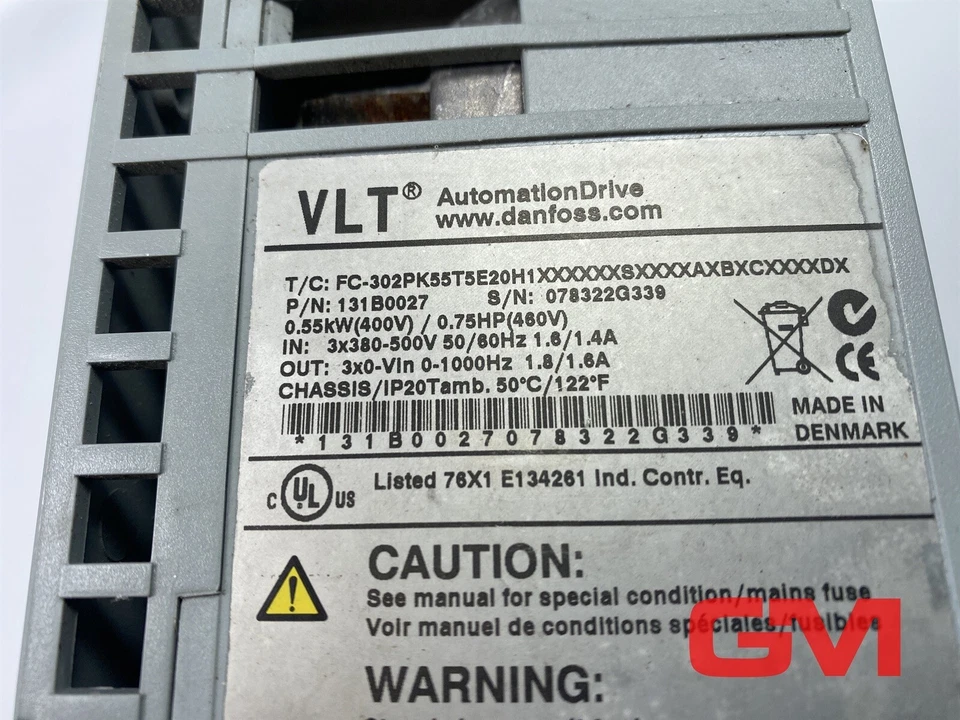 VLT® AutomationDrive
www.danfoss.com
T/C: FC-302PK55T5E20H1XXXXXXSXXXXAXBXCXXXXDX
P/N: 131B0027 S/N: 078322G339
0.55kW(400V) / 0.75HP(460V)
IN: 3x380-500V 50/60Hz 1.6/1.4A
OUT: 3x0-Vin 0-1000Hz 1.8/1.6A
CHASSIS/IP20Tamb. 50°C/122°F
*131B0027078322G339*
MADE IN
DENMARK
CE
C UL US Listed 76X1 E134261 Ind. Contr. Eq.
CAUTION:
See manual for special condition/mains fuse
Voir manuel de conditions spéciales/fusibles
WARNING:
GM